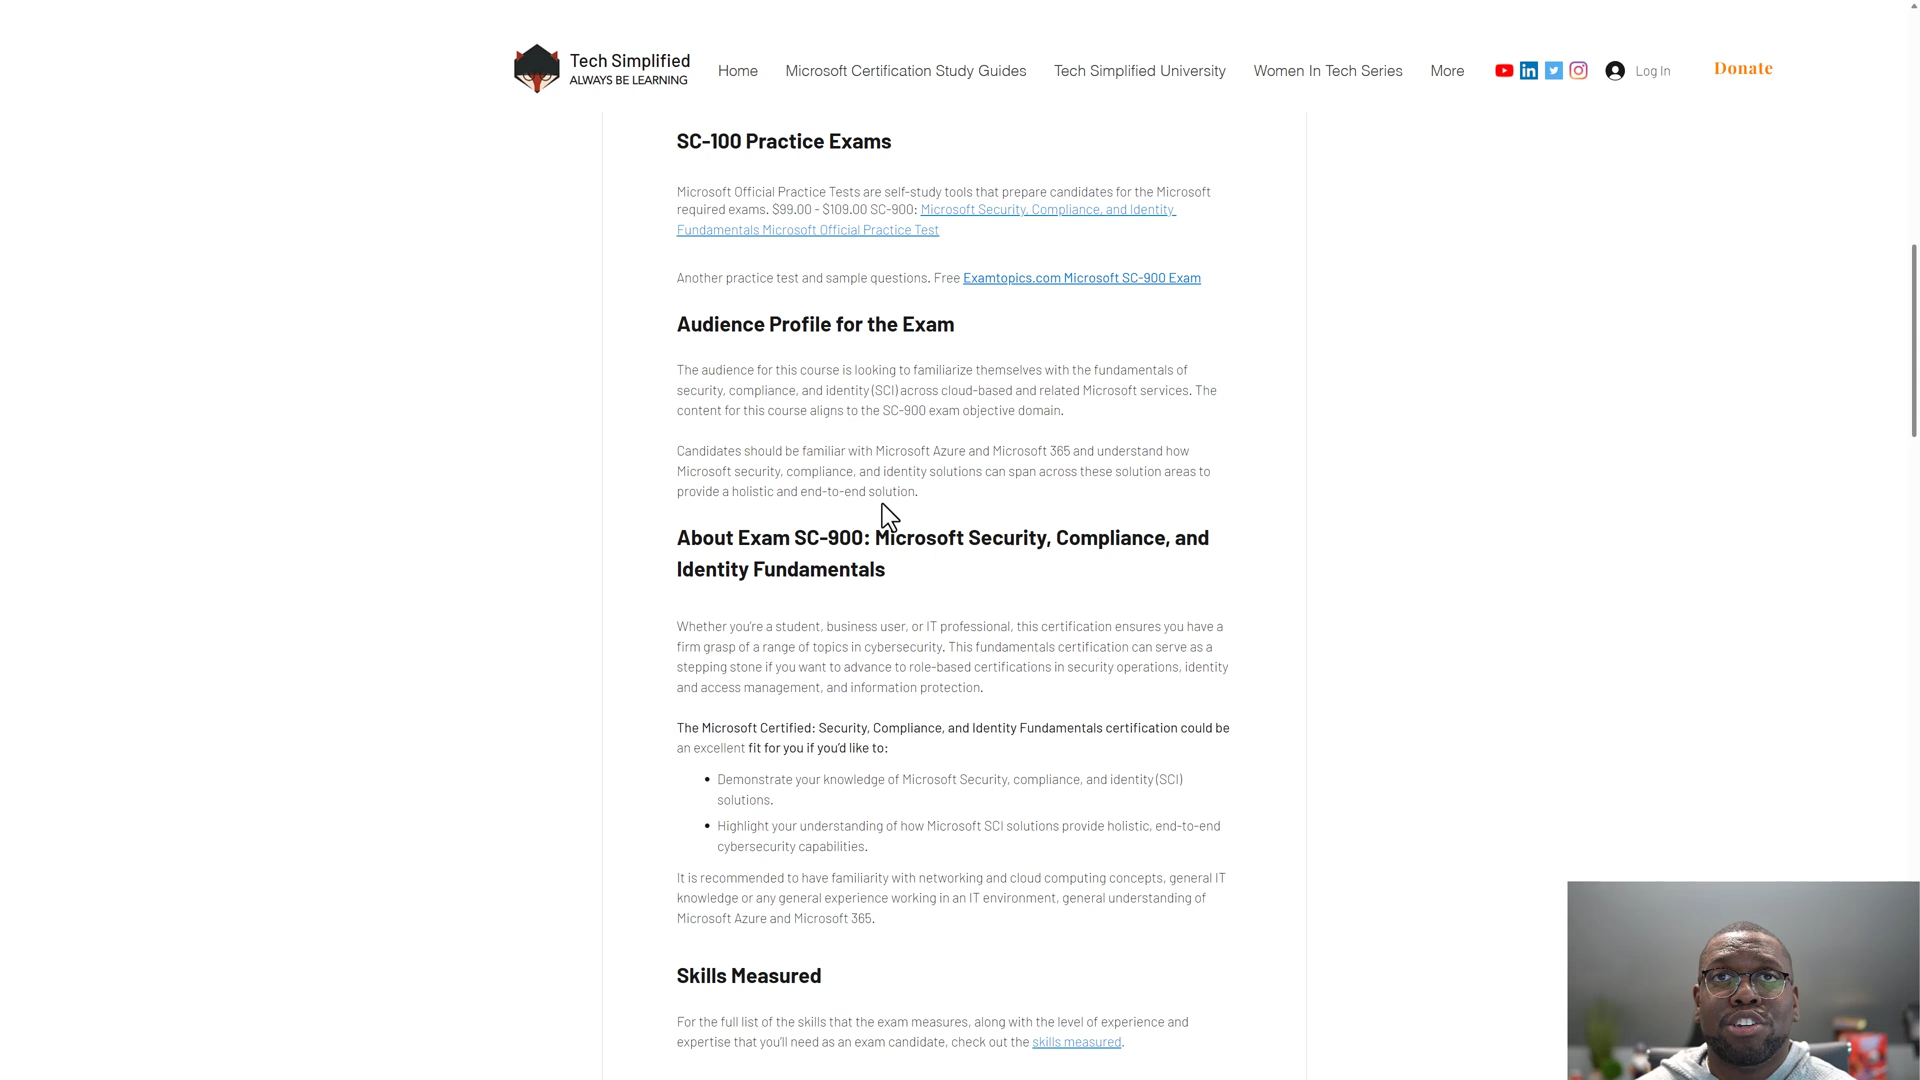 Tech Simplified
ALWAYS BE LEARNING
Home
Microsoft Certification Study Guides
Tech Simplified University
Women In Tech Series
More
Log In
Donate
SC-100 Practice Exams
Microsoft Official Practice Tests are self-study tools that prepare candidates for the Microsoft
required exams. $99.00 - $109.00 SC-900: Microsoft Security, Compliance, and Identity
Fundamentals Microsoft Official Practice Test
Another practice test and sample questions. Free Examtopics.com Microsoft SC-900 Exam
Audience Profile for the Exam
The audience for this course is looking to familiarize themselves with the fundamentals of
security, compliance, and identity (SCI) across cloud-based and related Microsoft services. The
content for this course aligns to the SC-900 exam objective domain.
Candidates should be familiar with Microsoft Azure and Microsoft 365 and understand how
Microsoft security, compliance, and identity solutions can span across these solution areas to
provide a holistic and end-to-end solution.
About Exam SC-900: Microsoft Security, Compliance, and
Identity Fundamentals
Whether you're a student, business user, or IT professional, this certification ensures you have a
firm grasp of a range of topics in cybersecurity. This fundamentals certification can serve as a
stepping stone if you want to advance to role-based certifications in security operations, identity
and access management, and information protection.
The Microsoft Certified: Security, Compliance, and Identity Fundamentals certification could be
an excellent fit for you if you'd like to:
• Demonstrate your knowledge of Microsoft Security, compliance, and identity (SCI)
solutions.
• Highlight your understanding of how Microsoft SCI solutions provide holistic, end-to-end
cybersecurity capabilities.
It is recommended to have familiarity with networking and cloud computing concepts, general IT
knowledge or any general experience working in an IT environment, general understanding of
Microsoft Azure and Microsoft 365.
Skills Measured
For the full list of the skills that the exam measures, along with the level of experience and
expertise that you'll need as an exam candidate, check out the skills measured.